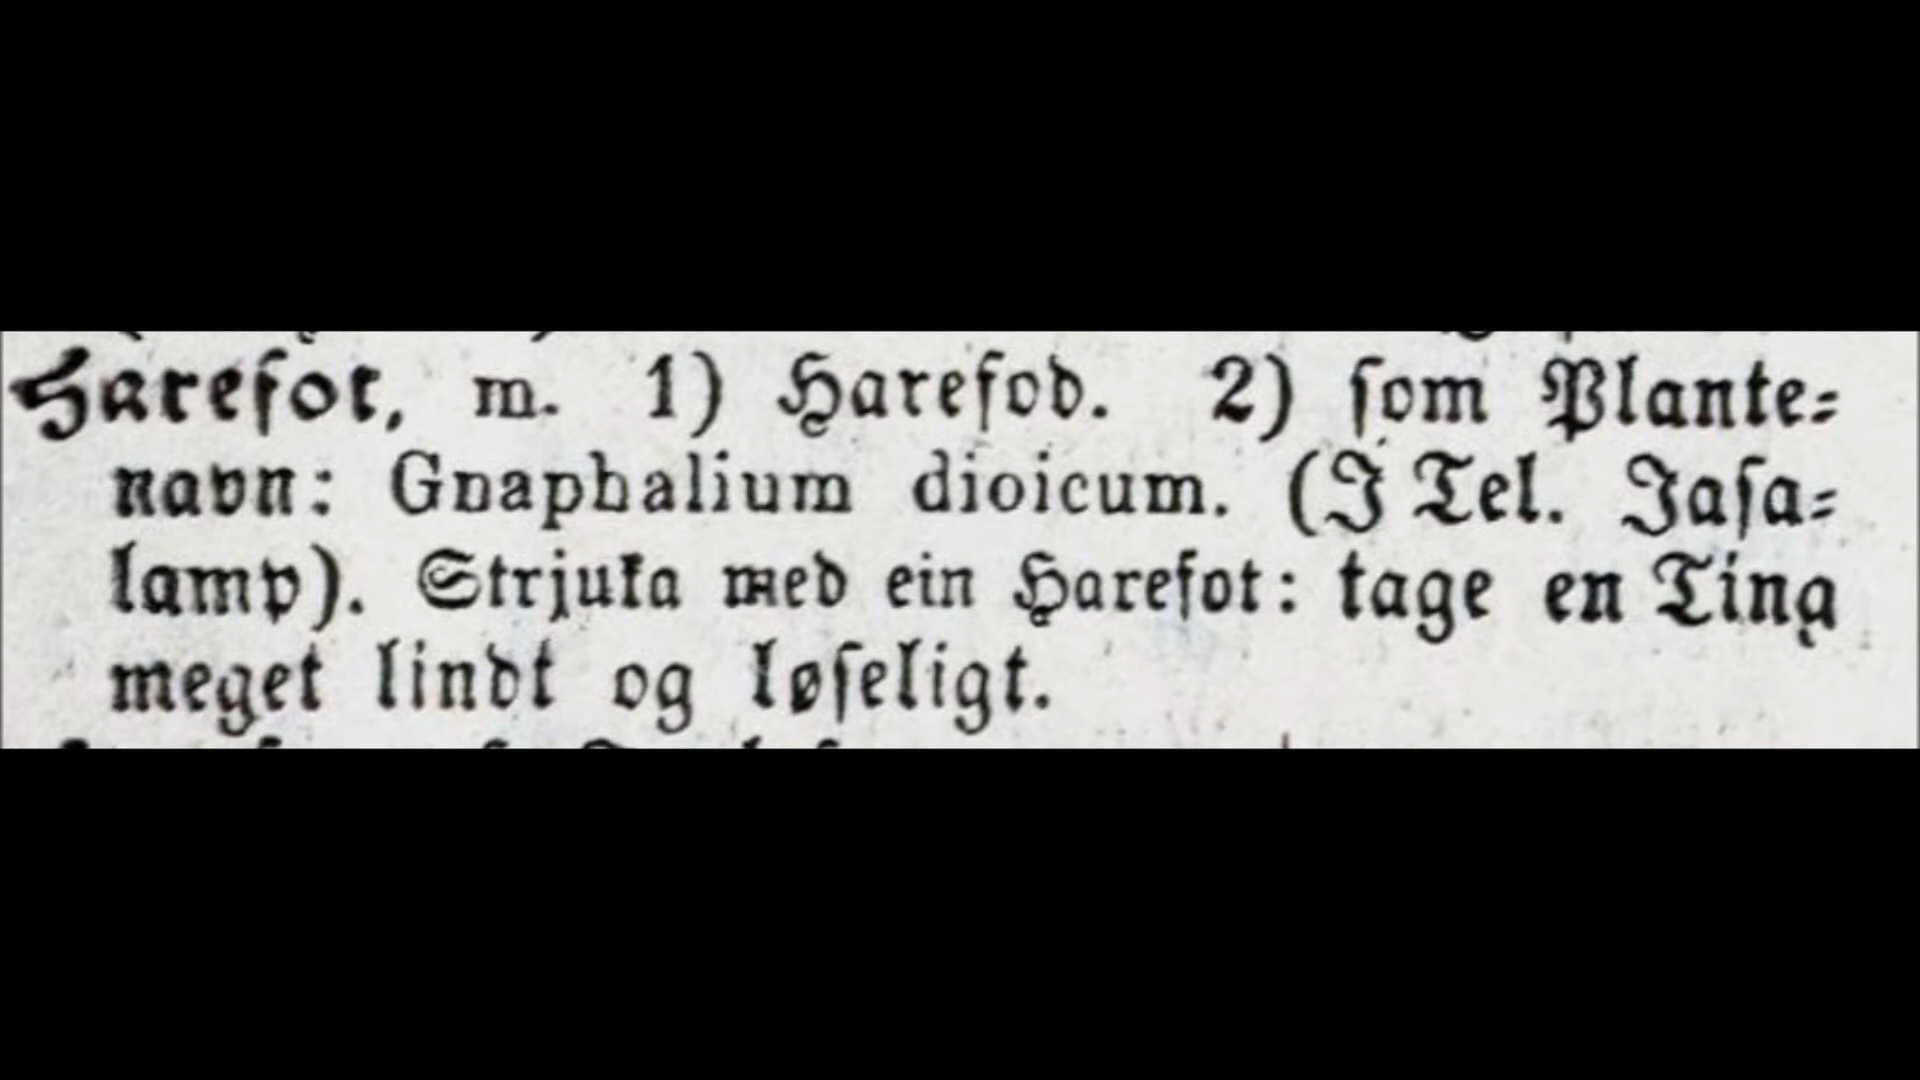 Harefot, m. 1) Harefod. 2) som Plante-
navn: Gnaphalium dioicum. (I Tel. Jasa-
lamp). Strjuka med ein Harefot: tage en Ting
meget lindt og løseligt.